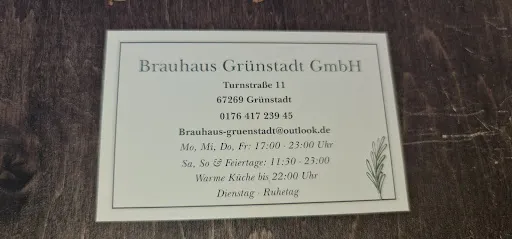 Brauhaus Grünstadt GmbH
Turnstraße 11
67269 Grünstadt
0176 417 239 45
Brauhaus-gruenstadt@outlook.de
Mo, Mi, Do, Fr: 17:00 - 23:00 Uhr
Sa, So & Feiertage: 11:30 - 23:00
Warme Küche bis 22:00 Uhr
Dienstag - Ruhetag